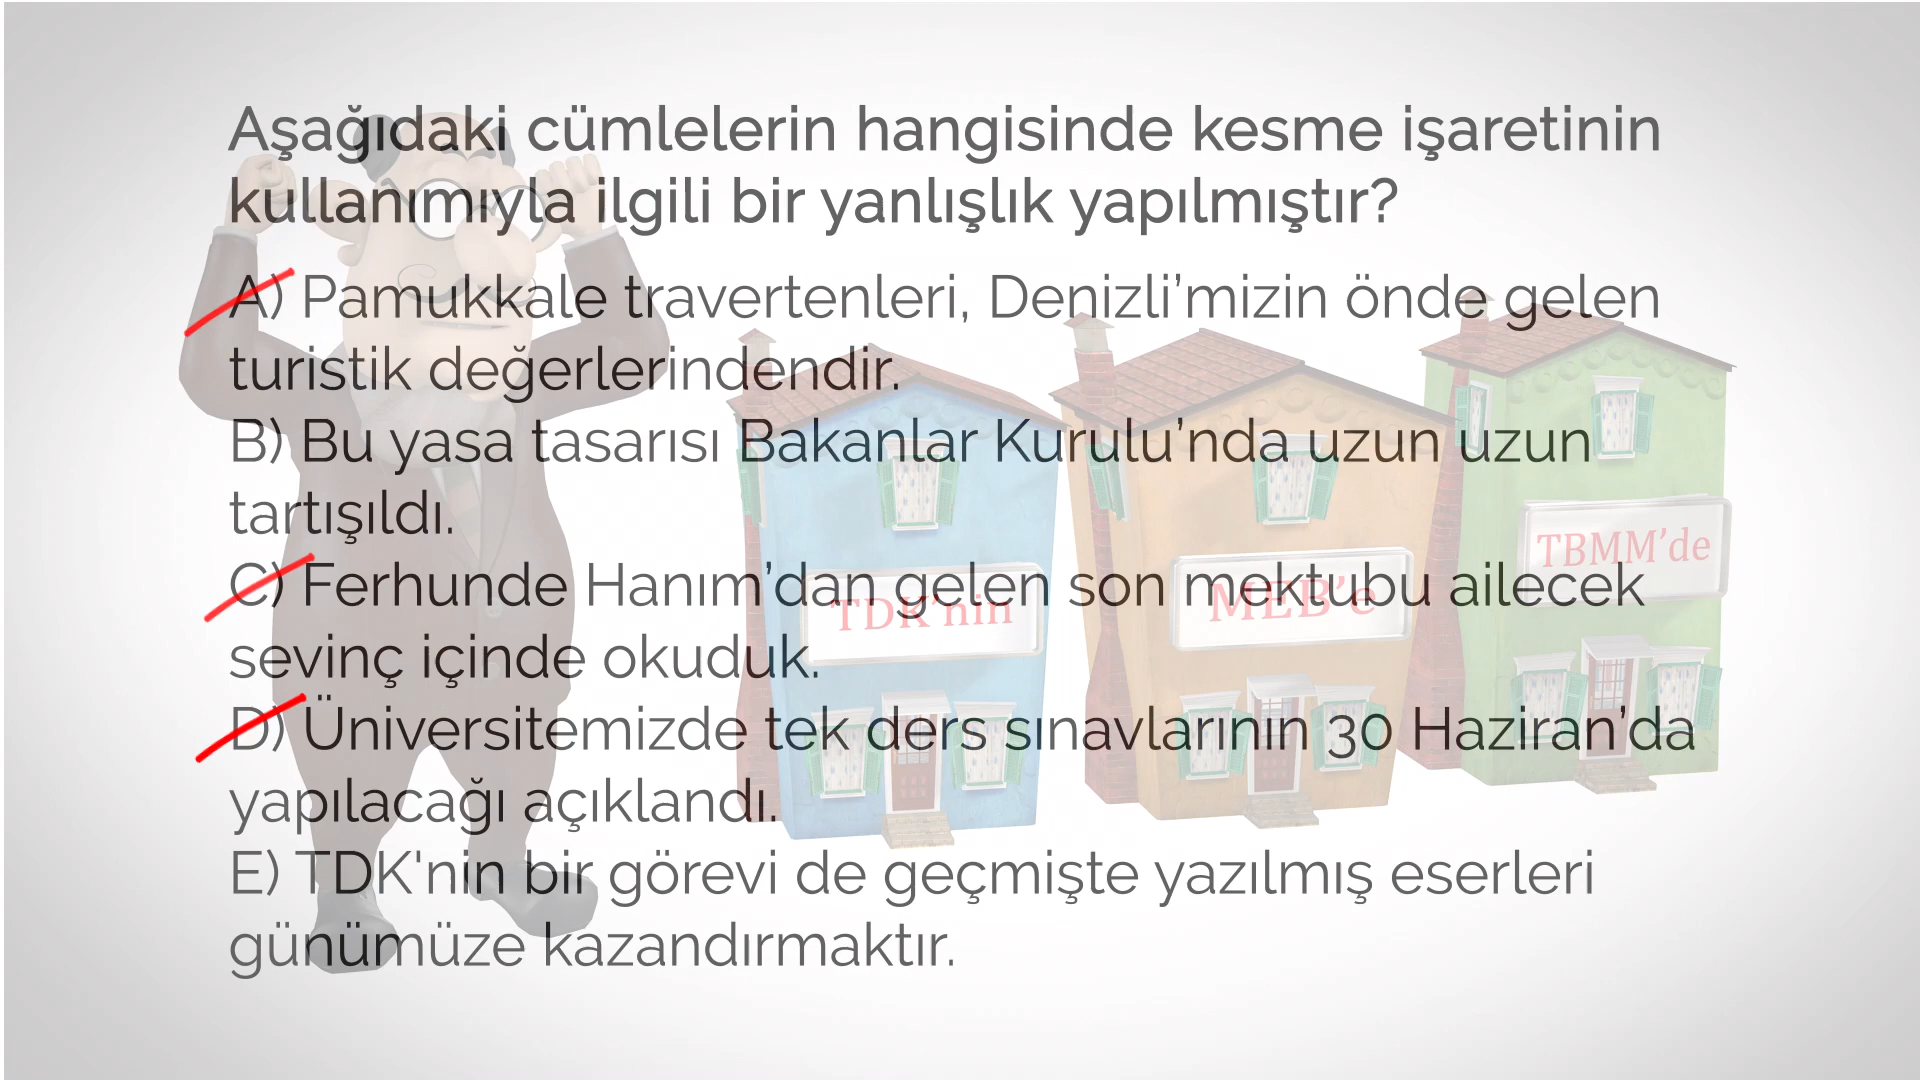 Aşağıdaki cümlelerin hangisinde kesme işaretinin
kullanımıyla ilgili bir yanlışlık yapılmıştır?
A) Pamukkale travertenleri, Denizli’mizin önde gelen
turistik değerlerindendir.
B) Bu yasa tasarısı Bakanlar Kurulu’nda uzun uzun
tartışıldı.
C) Ferhunde Hanım’dan gelen son mektubu ailecek
sevinç içinde okuduk.
D) Üniversitemizde tek ders sınavlarının 30 Haziran’da
yapılacağı açıklandı.
E) TDK'nin bir görevi de geçmişte yazılmış eserleri
günümüze kazandırmaktır.
TDK’nin
MEB’e
TBMM’de